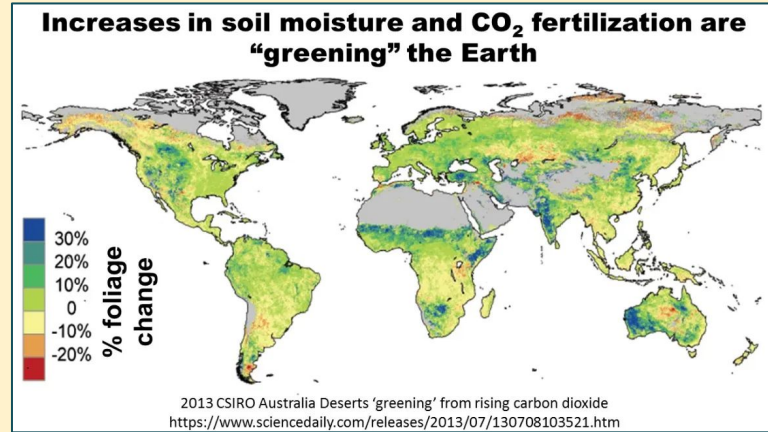 Increases in soil moisture and CO₂ fertilization are
“greening” the Earth
30%
20%
10%
0
-10%
-20%
% foliage
change
2013 CSIRO Australia Deserts ‘greening’ from rising carbon dioxide
https://www.sciencedaily.com/releases/2013/07/130708103521.htm